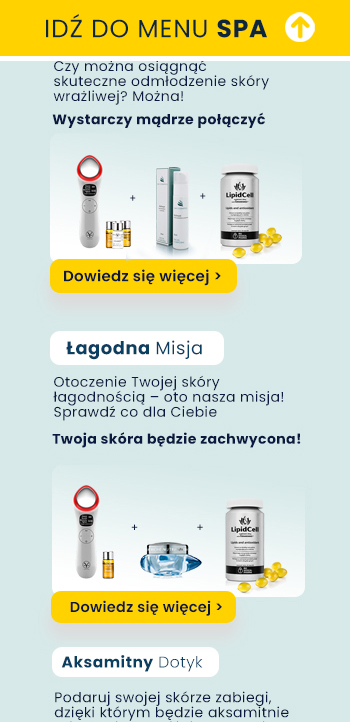 IDŹ DO MENU SPA
Czy można osiągnąć
skuteczne odmłodzenie skóry
wrażliwej? Można!
Wystarczy mądrze połączyć
+
+
LipidCell
Dowiedz się więcej >
Łagodna Misja
Otoczenie Twojej skóry
łagodnością – oto nasza misja!
Sprawdź co dla Ciebie
Twoja skóra będzie zachwycona!
+
+
LipidCell
Dowiedz się więcej >
Aksamitny Dotyk
Podaruj swojej skórze zabiegi,
dzięki którym będzie aksamitnie